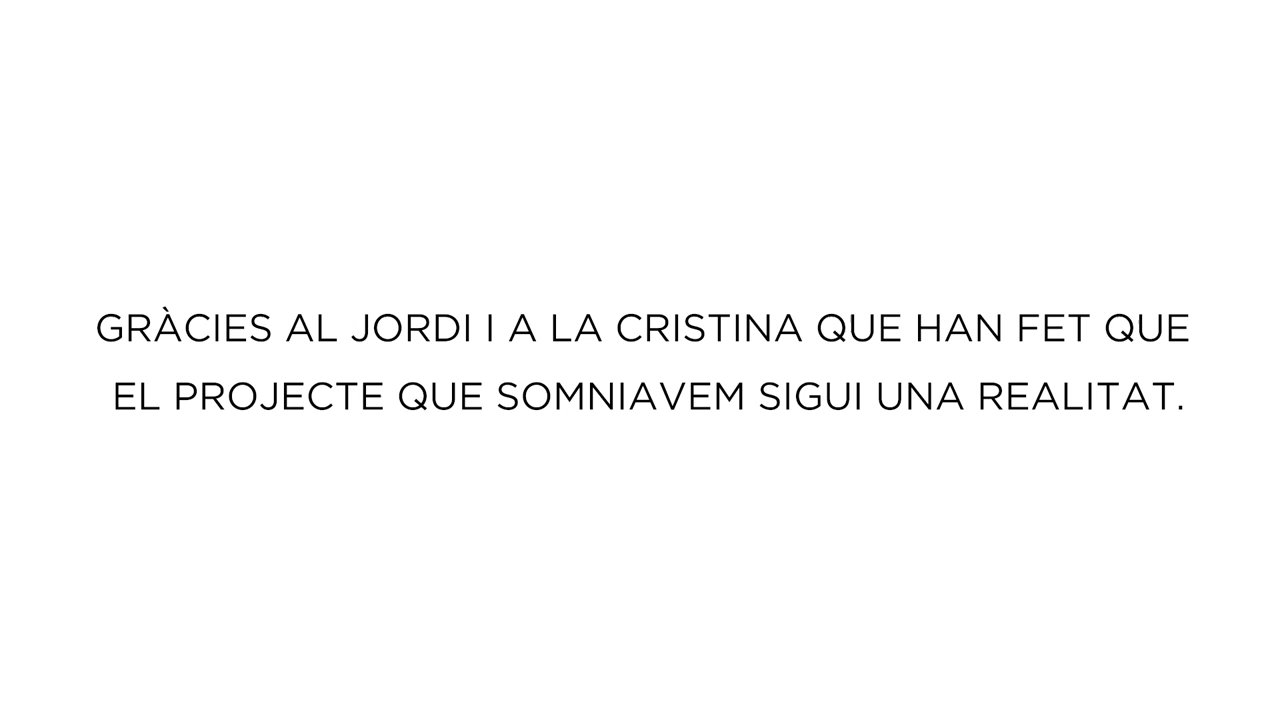 GRÀCIES AL JORDI I A LA CRISTINA QUE HAN FET QUE
EL PROJECTE QUE SOMNIAVEM SIGUI UNA REALITAT.